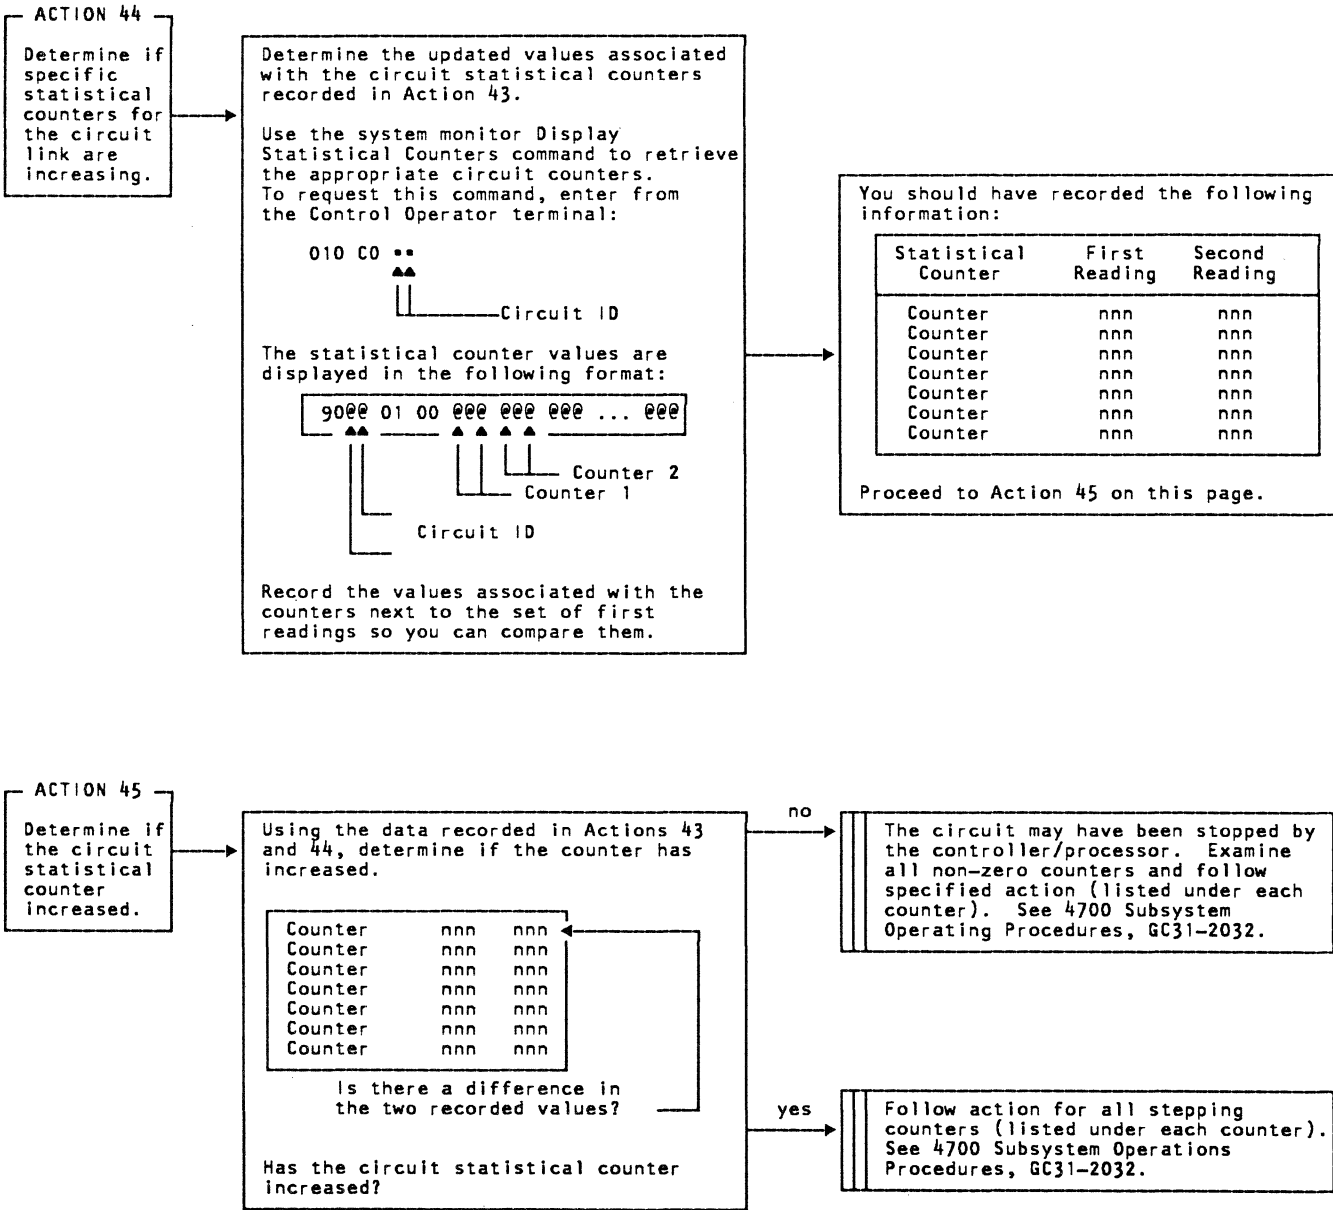 ACTION 44
Determine if
specific
statistical
counters for
the circuit
link are
increasing.
Determine the updated values associated
with the circuit statistical counters
recorded in Action 43.
Use the system monitor Display
Statistical Counters command to retrieve
the appropriate circuit counters.
To request this command, enter from
the Control Operator terminal:
010 C0 ▪▪
Circuit ID
The statistical counter values are
displayed in the following format:
90@@ 01 00 @@@ @@@ @@@ ... @@@
Counter 2
Counter 1
Circuit ID
Record the values associated with the
counters next to the set of first
readings so you can compare them.
You should have recorded the following
information:
Statistical First Second
Counter Reading Reading
Counter nnn nnn
Counter nnn nnn
Counter nnn nnn
Counter nnn nnn
Counter nnn nnn
Counter nnn nnn
Counter nnn nnn
Proceed to Action 45 on this page.
ACTION 45
Determine if
the circuit
statistical
counter
increased.
Using the data recorded in Actions 43
and 44, determine if the counter has
increased.
Counter nnn nnn
Counter nnn nnn
Counter nnn nnn
Counter nnn nnn
Counter nnn nnn
Counter nnn nnn
Counter nnn nnn
Is there a difference in
the two recorded values?
Has the circuit statistical counter
increased?
no
The circuit may have been stopped by
the controller/processor. Examine
all non-zero counters and follow
specified action (listed under each
counter). See 4700 Subsystem
Operating Procedures, GC31-2032.
yes
Follow action for all stepping
counters (listed under each counter).
See 4700 Subsystem Operations
Procedures, GC31-2032.